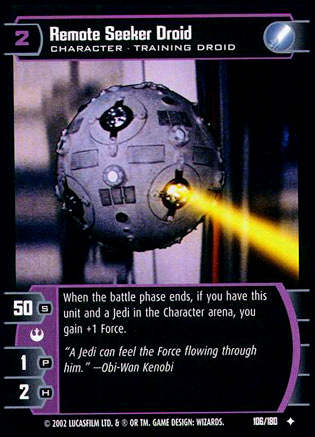 2 Remote Seeker Droid
CHARACTER · TRAINING DROID
When the battle phase ends, if you have this
50 S
unit and a Jedi in the Character arena, you
gain +1 Force.
"A Jedi can feel the Force flowing through
1 P
him." —Obi-Wan Kenobi
2 H
© 2002 LUCASFILM LTD. & ® OR TM. GAME DESIGN: WIZARDS. 106/180